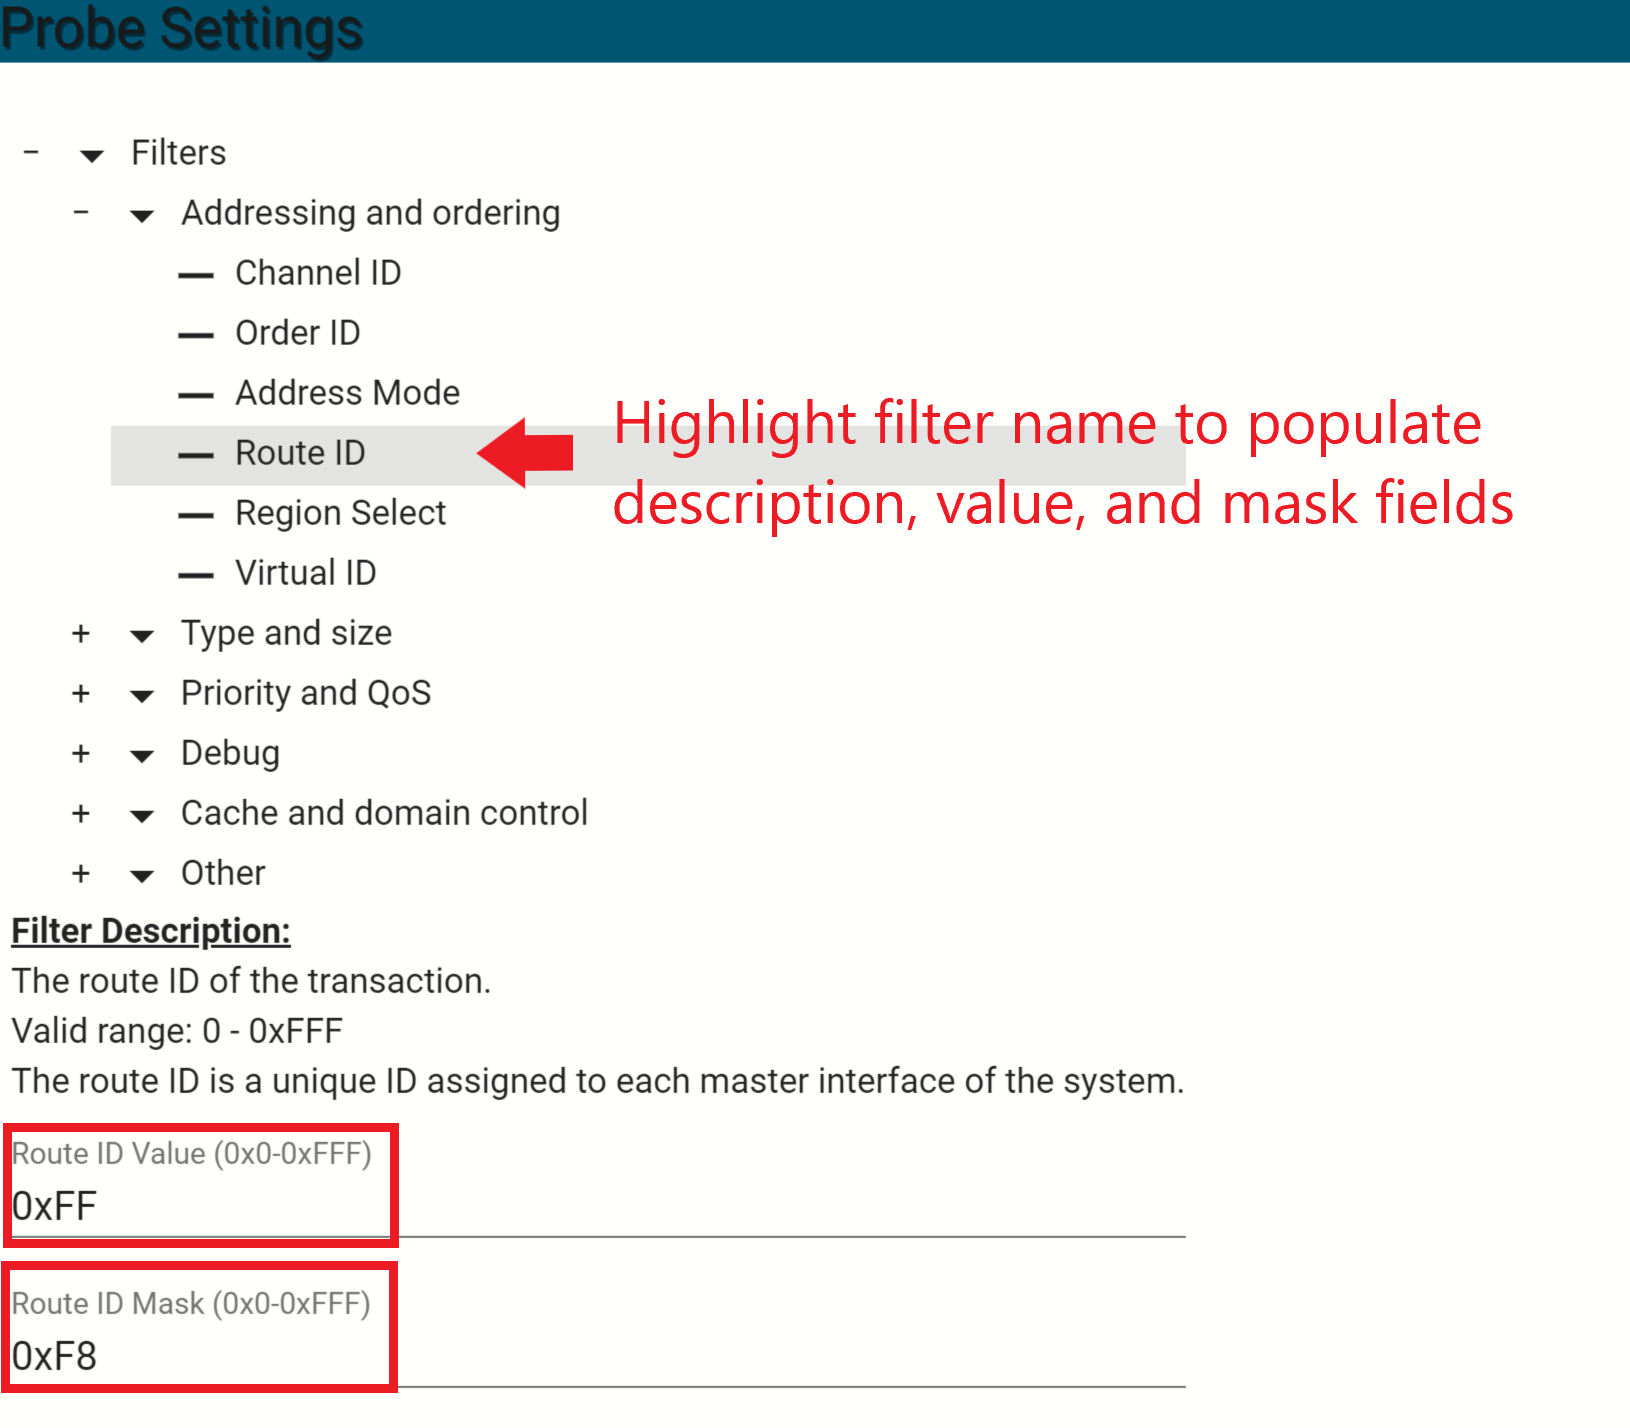 Probe Settings
− Filters
− Addressing and ordering
Channel ID
Order ID
Address Mode
Route ID
Highlight filter name to populate
description, value, and mask fields
Region Select
Virtual ID
+ Type and size
+ Priority and QoS
+ Debug
+ Cache and domain control
+ Other
Filter Description:
The route ID of the transaction.
Valid range: 0 - 0xFFF
The route ID is a unique ID assigned to each master interface of the system.
Route ID Value (0x0-0xFFF)
0xFF
Route ID Mask (0x0-0xFFF)
0xF8